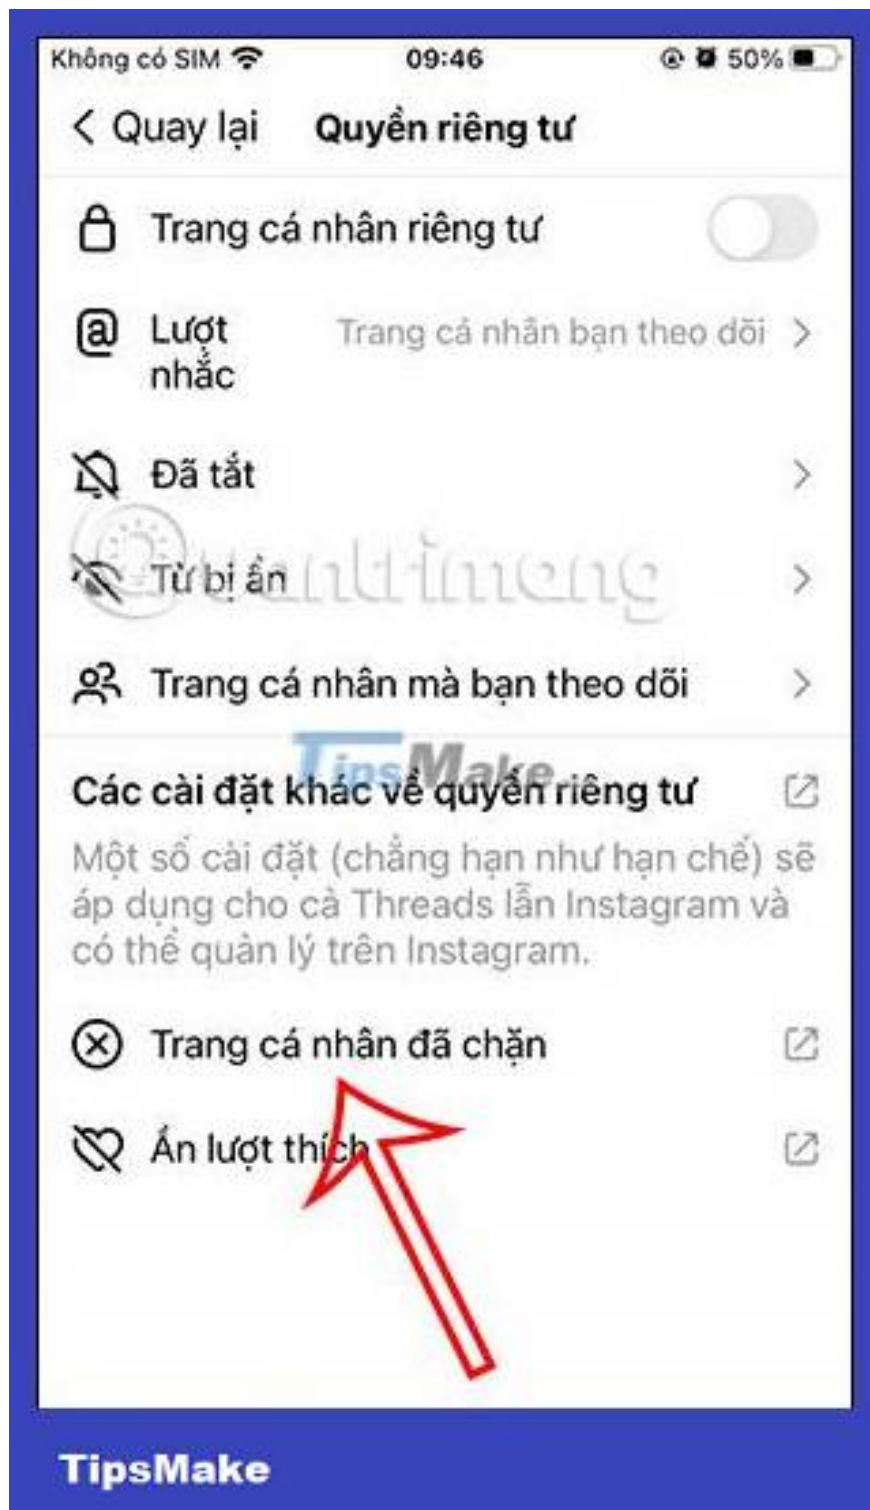 Không có SIM 09:46 50%
Quay lại Quyền riêng tư
Trang cá nhân riêng tư
Lượt nhắc Trang cá nhân bạn theo dõi
Đã tắt
Từ bị ẩn
Quantrimang
Trang cá nhân mà bạn theo dõi
TipsMake
Các cài đặt khác về quyền riêng tư
Một số cài đặt (chẳng hạn như hạn chế) sẽ
áp dụng cho cả Threads lẫn Instagram và
có thể quản lý trên Instagram.
Trang cá nhân đã chặn
Ẩn lượt thích
TipsMake